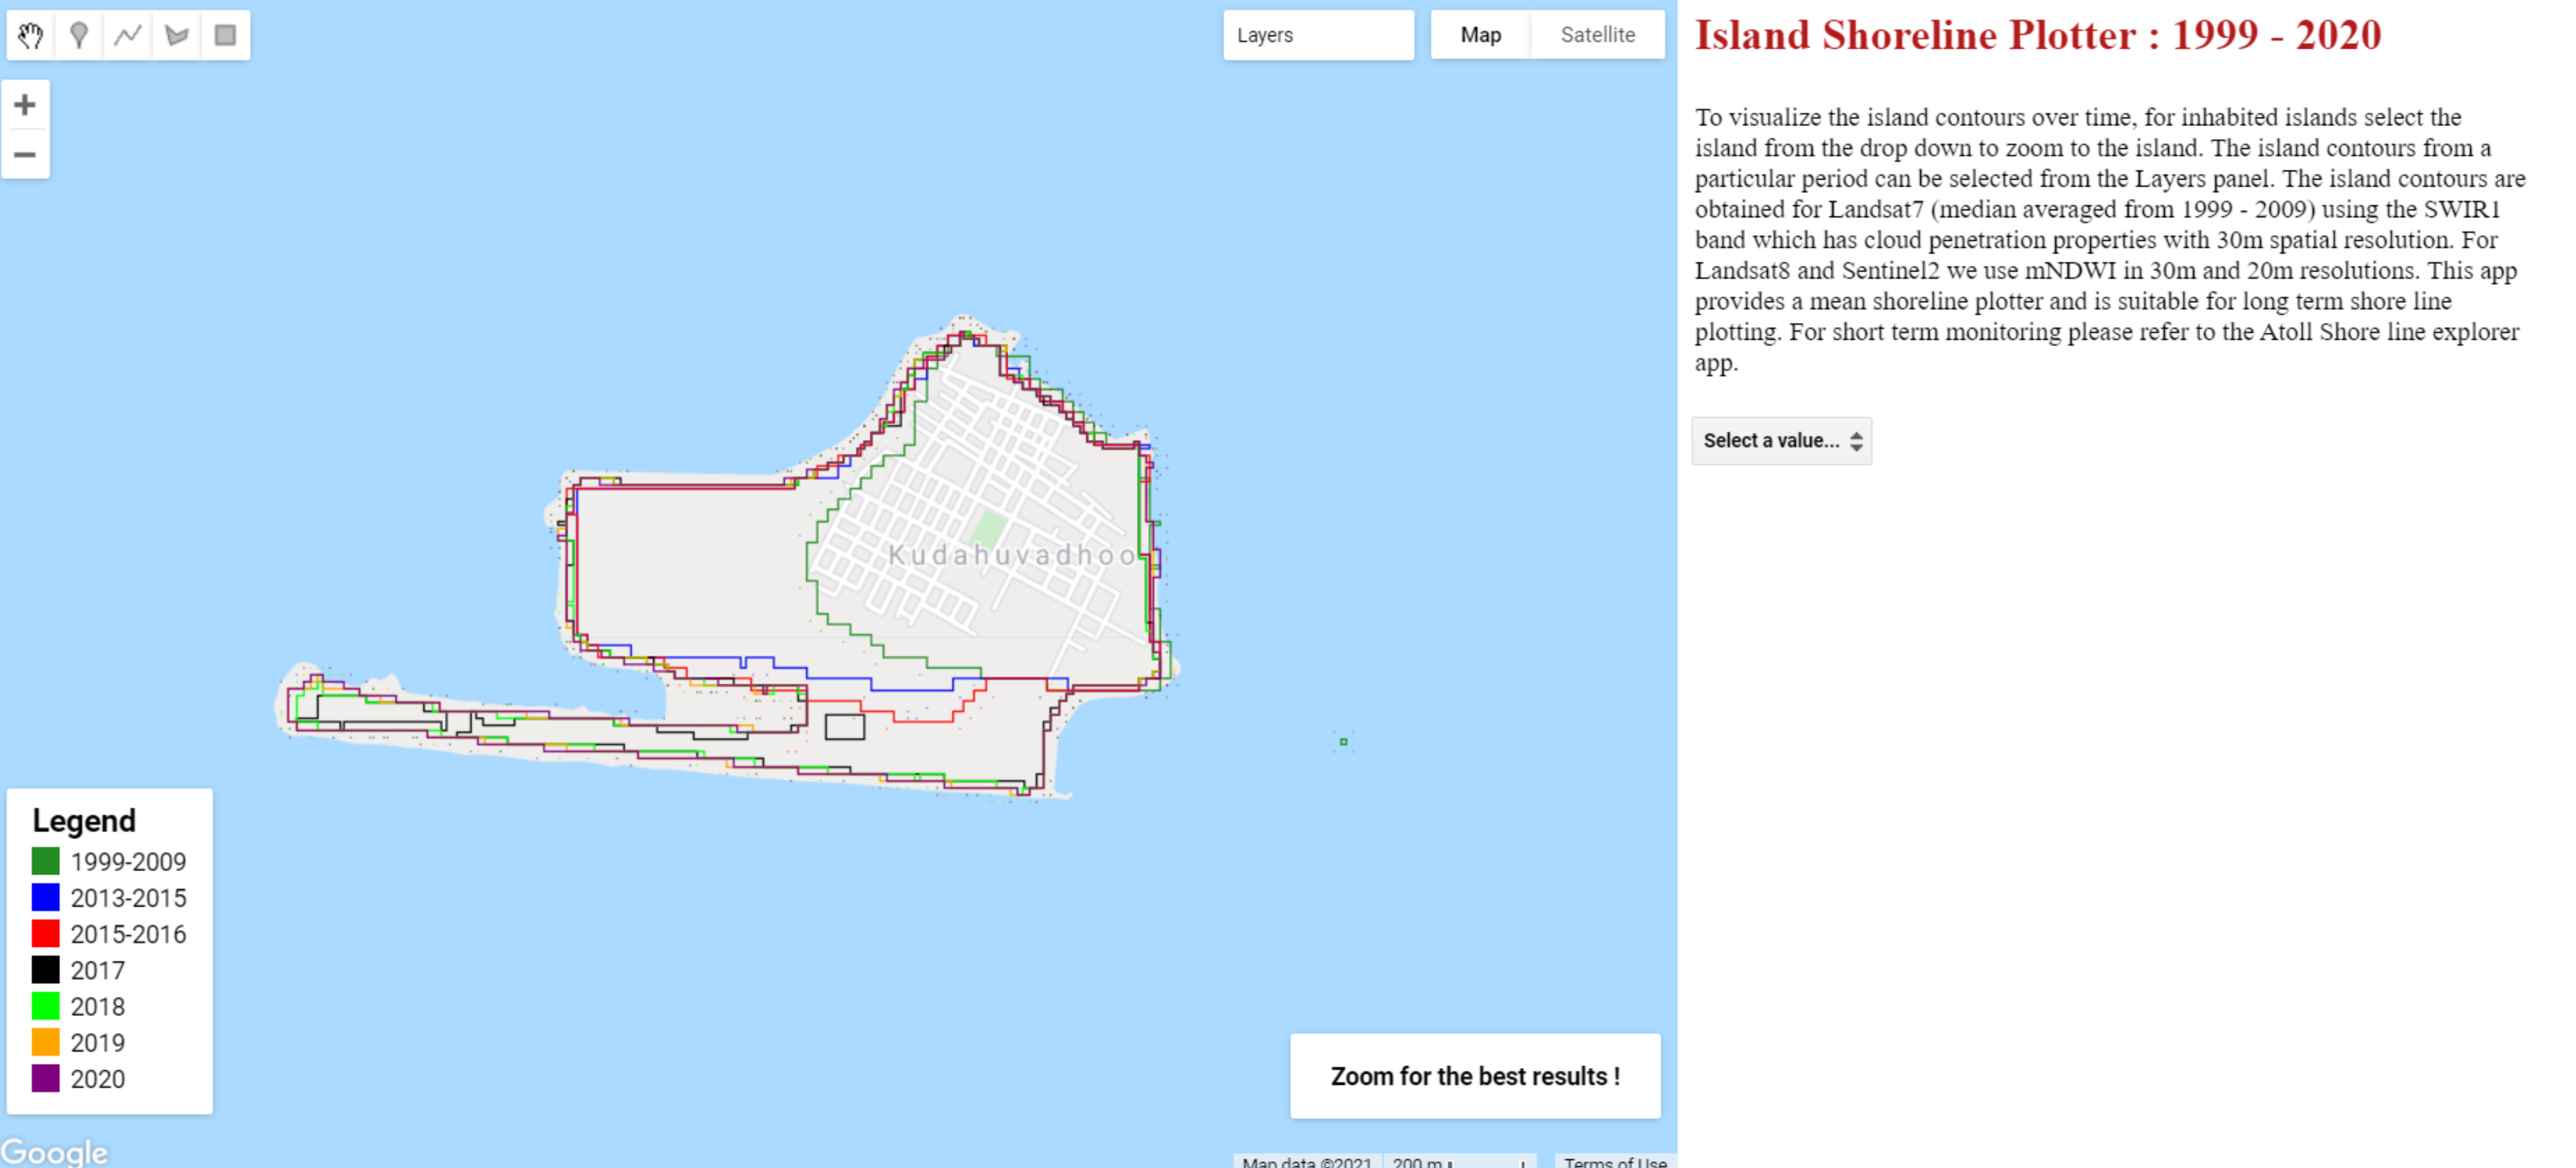 Layers
Map
Satellite
Kudahuvadhoo
Legend
1999-2009
2013-2015
2015-2016
2017
2018
2019
2020
Zoom for the best results !
Google
Map data ©2021
200 m
Terms of Use
Island Shoreline Plotter : 1999 - 2020
To visualize the island contours over time, for inhabited islands select the
island from the drop down to zoom to the island. The island contours from a
particular period can be selected from the Layers panel. The island contours are
obtained for Landsat7 (median averaged from 1999 - 2009) using the SWIR1
band which has cloud penetration properties with 30m spatial resolution. For
Landsat8 and Sentinel2 we use mNDWI in 30m and 20m resolutions. This app
provides a mean shoreline plotter and is suitable for long term shore line
plotting. For short term monitoring please refer to the Atoll Shore line explorer
app.
Select a value...